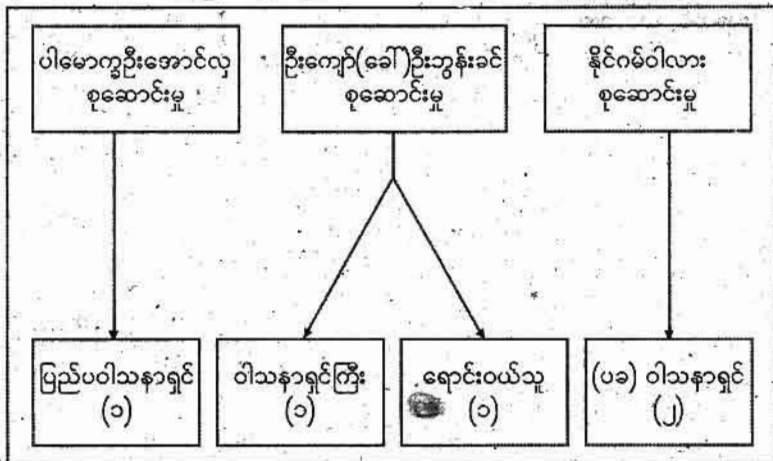 ပါမောက္ခဦးအောင်လှ
စုဆောင်းမှု
ဦးကျော်(ခေါ်)ဦးဘွန်းခင်
စုဆောင်းမှု
နိုင်ဂမ်ဝါလား
စုဆောင်းမှု
ပြည်ပဝါသနာရှင်
(၁)
ဝါသနာရှင်ကြီး
(၁)
ရောင်းဝယ်သူ
(၁)
(ပခ) ဝါသနာရှင်
(၂)